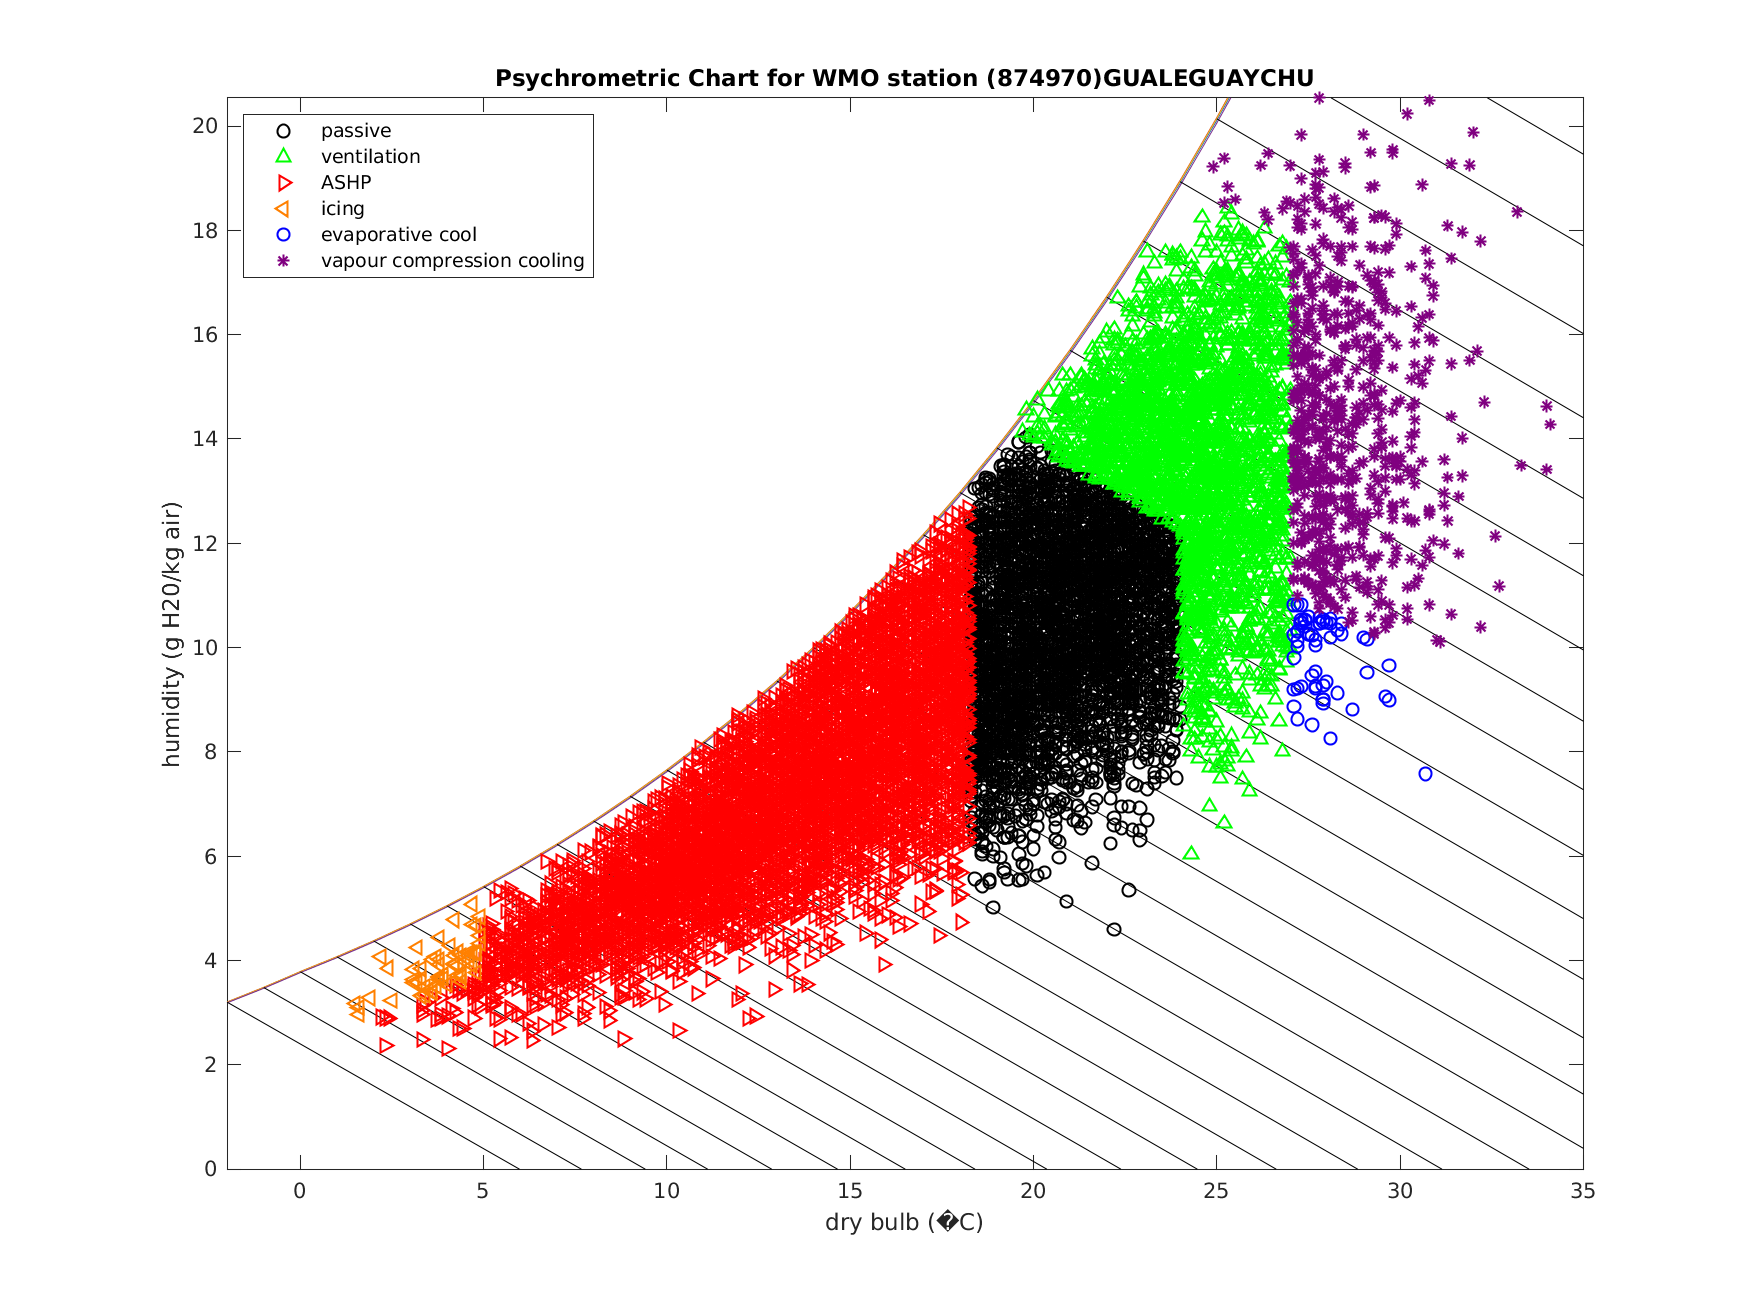 Psychrometric Chart for WMO station (874970)GUALEGUAYCHU
passive
ventilation
ASHP
icing
evaporative cool
vapour compression cooling
humidity (g H20/kg air)
20
18
16
14
12
10
8
6
4
2
0
0 5 10 15 20 25 30 35
dry bulb (�C)